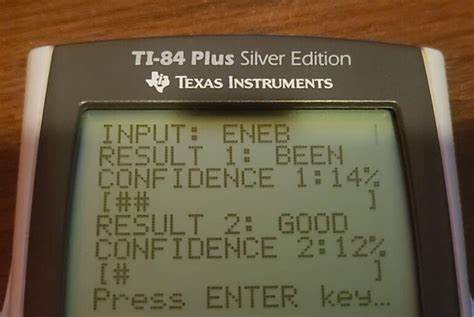 TI-84 Plus Silver Edition
TEXAS INSTRUMENTS
INPUT: ENEB
RESULT 1: BEEN
CONFIDENCE 1:14%
[## ]
RESULT 2: GOOD
CONFIDENCE 2:12%
[# ]
Press ENTER key...